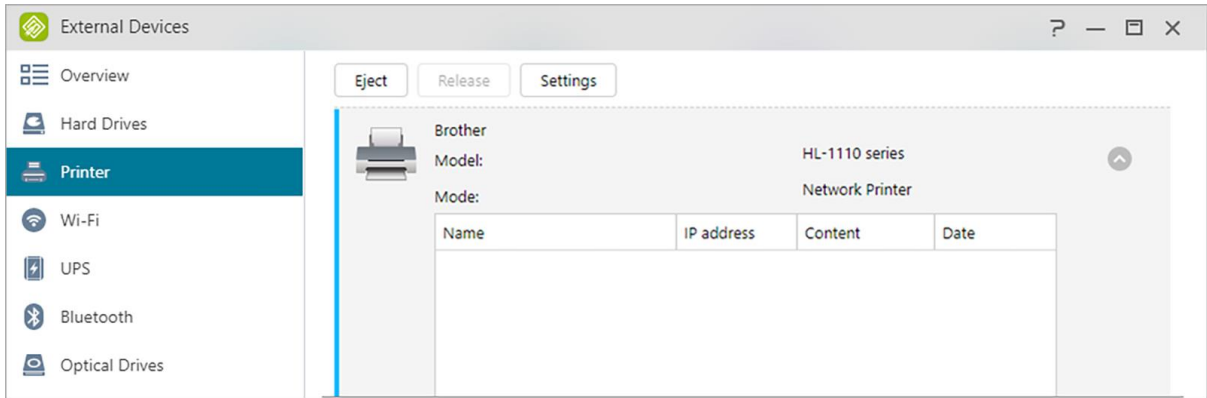 External Devices
Overview
Hard Drives
Printer
Wi-Fi
UPS
Bluetooth
Optical Drives
Eject Release Settings
Brother
Model: HL-1110 series
Mode: Network Printer
Name IP address Content Date